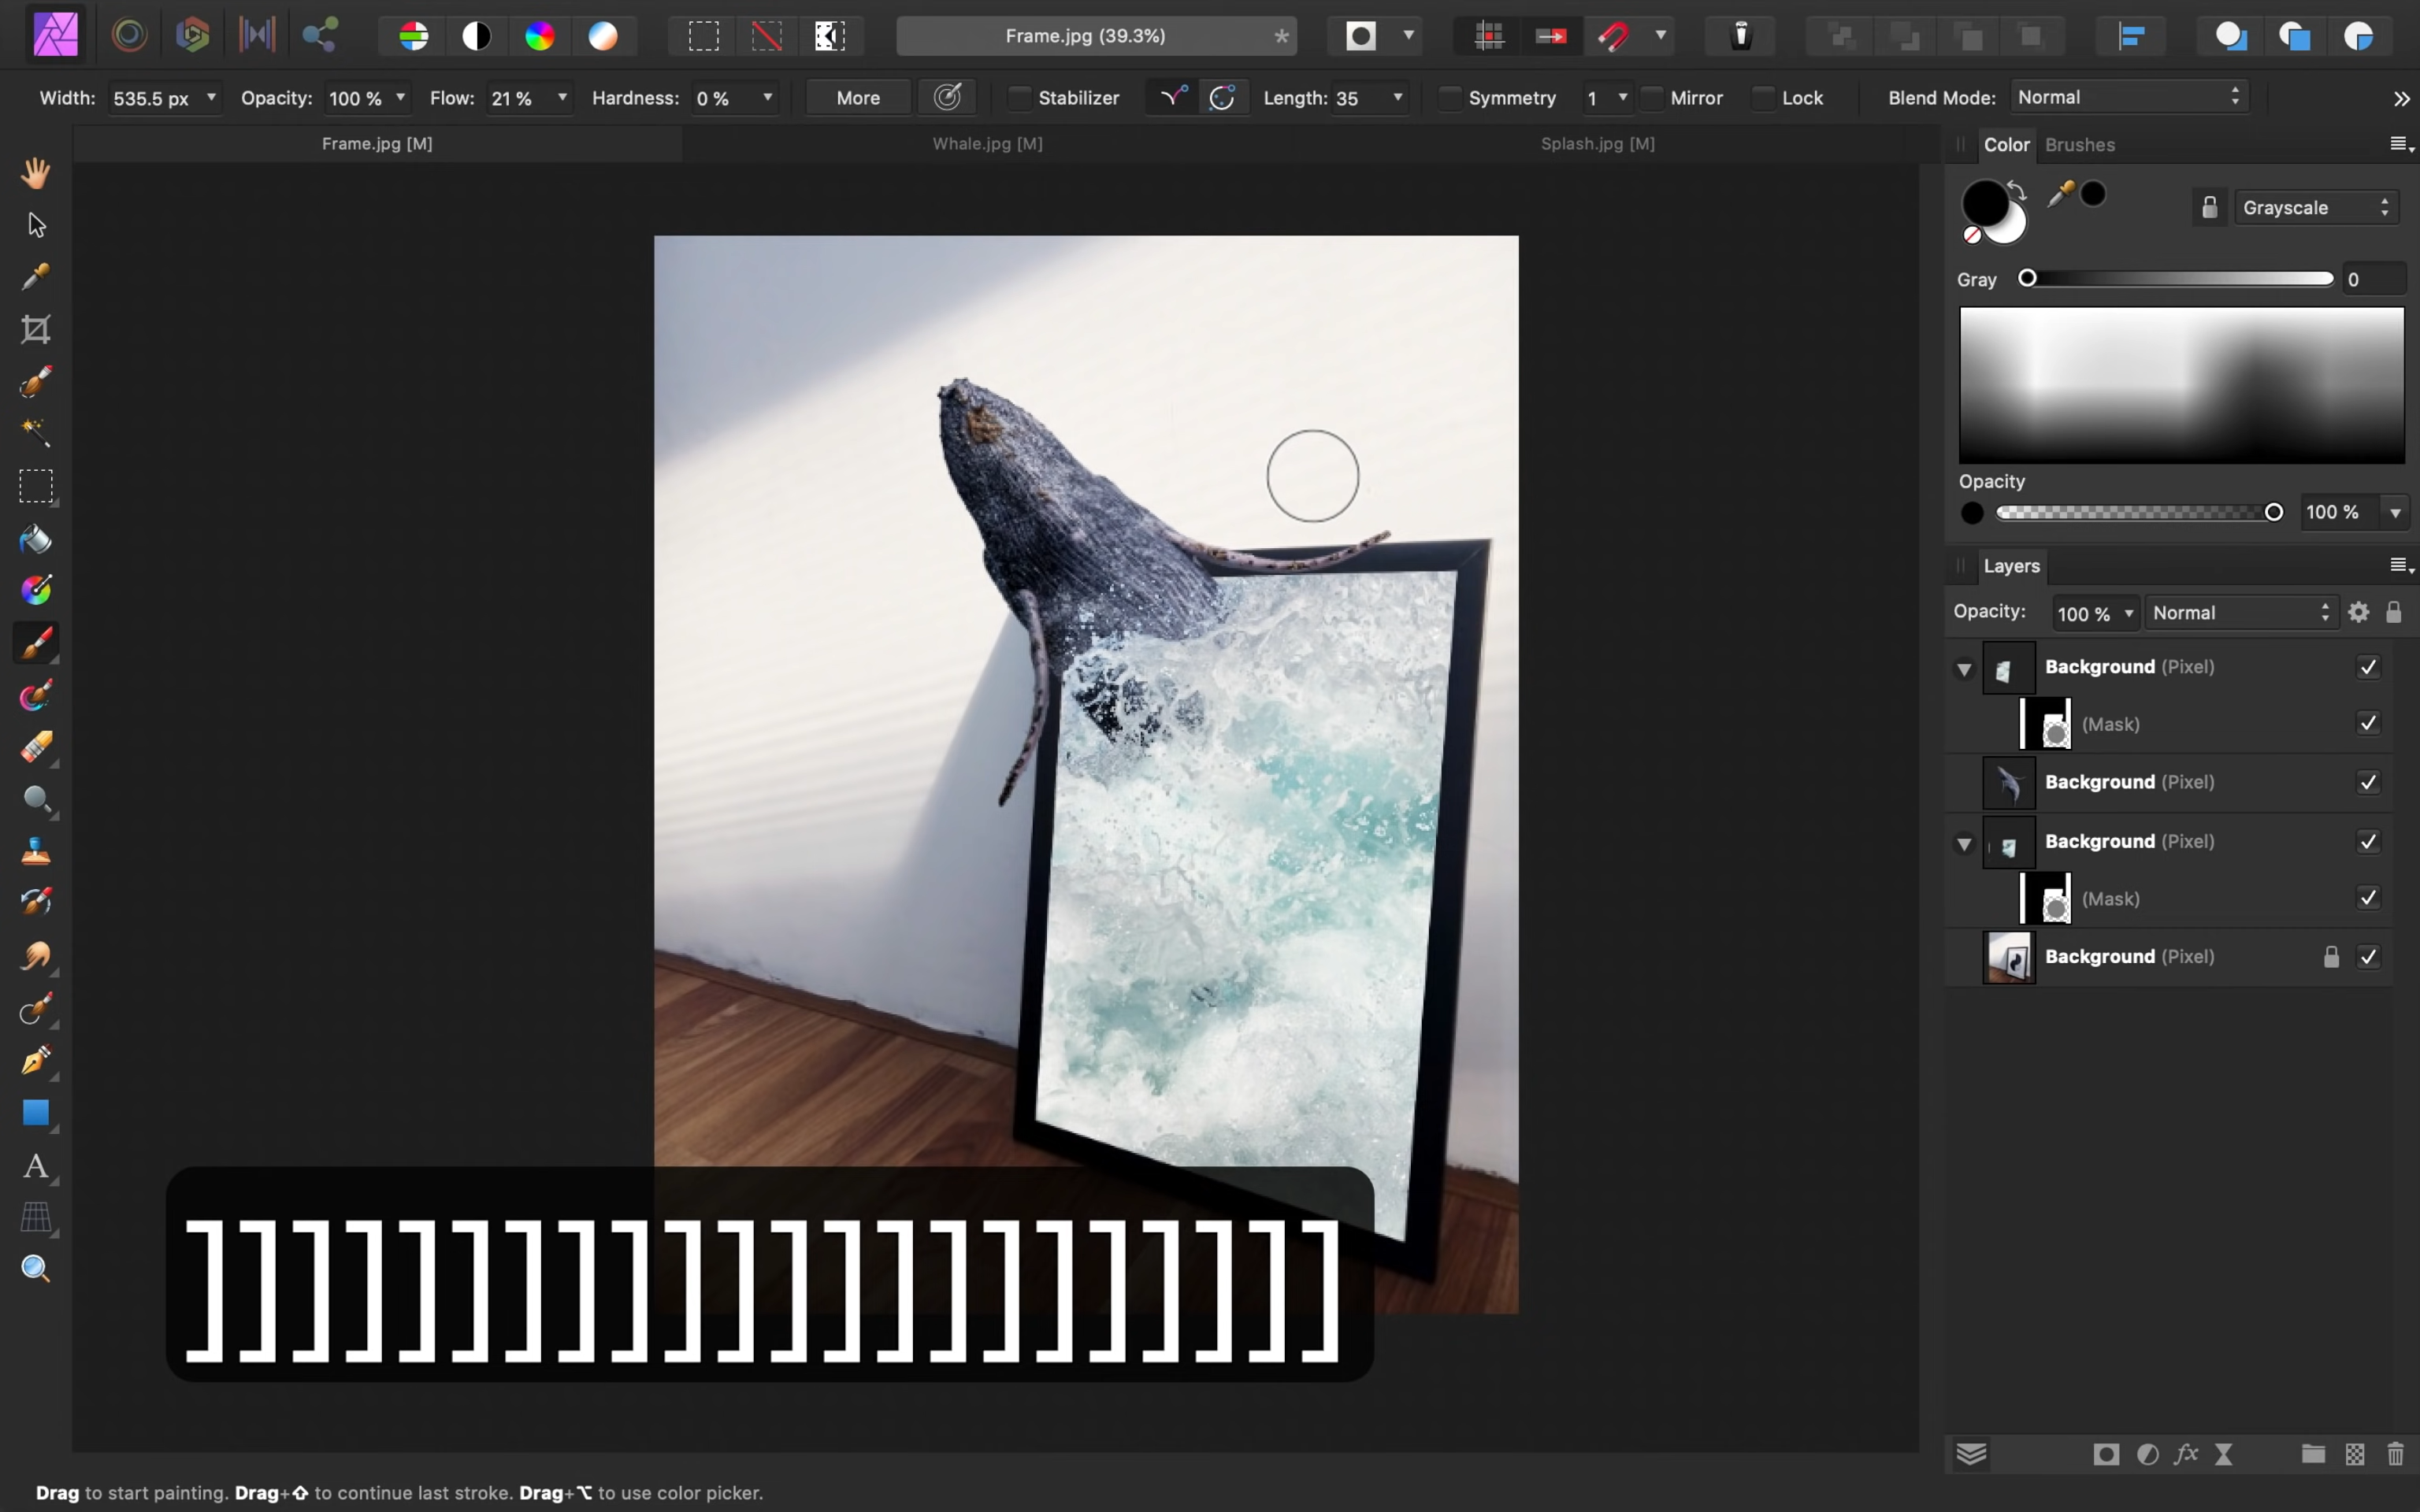 Frame.jpg (39.3%)
*
Width: 535.5 px Opacity: 100 % Flow: 21 % Hardness: 0 % More Stabilizer Length: 35 Symmetry 1 Mirror Lock Blend Mode: Normal
Frame.jpg [M] Whale.jpg [M] Splash.jpg [M]
Color Brushes
Grayscale
Gray 0
Opacity
100 %
Layers
Opacity: 100 % Normal
Background (Pixel)
(Mask)
Background (Pixel)
Background (Pixel)
(Mask)
Background (Pixel)
A
]]]]]]]]]]]]]]]]]]]]]]
fx
Drag to start painting. Drag+⇧ to continue last stroke. Drag+⌥ to use color picker.